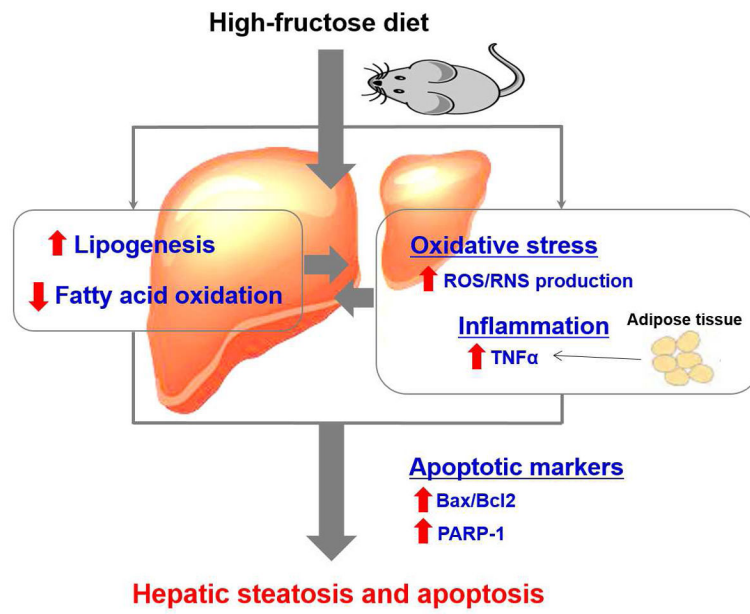 High-fructose diet
Lipogenesis
Fatty acid oxidation
Oxidative stress
ROS/RNS production
Inflammation
Adipose tissue
TNFα
Apoptotic markers
Bax/Bcl2
PARP-1
Hepatic steatosis and apoptosis